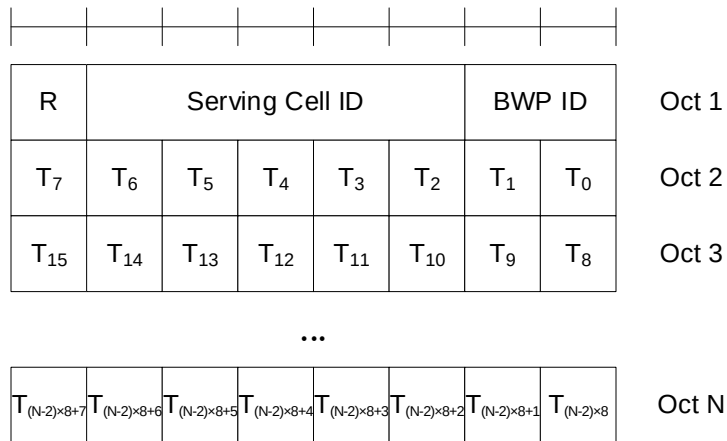 R Serving Cell ID BWP ID Oct 1
T7 T6 T5 T4 T3 T2 T1 T0 Oct 2
T15 T14 T13 T12 T11 T10 T9 T8 Oct 3
...
T(N-2)×8+7 T(N-2)×8+6 T(N-2)×8+5 T(N-2)×8+4 T(N-2)×8+3 T(N-2)×8+2 T(N-2)×8+1 T(N-2)×8 Oct N